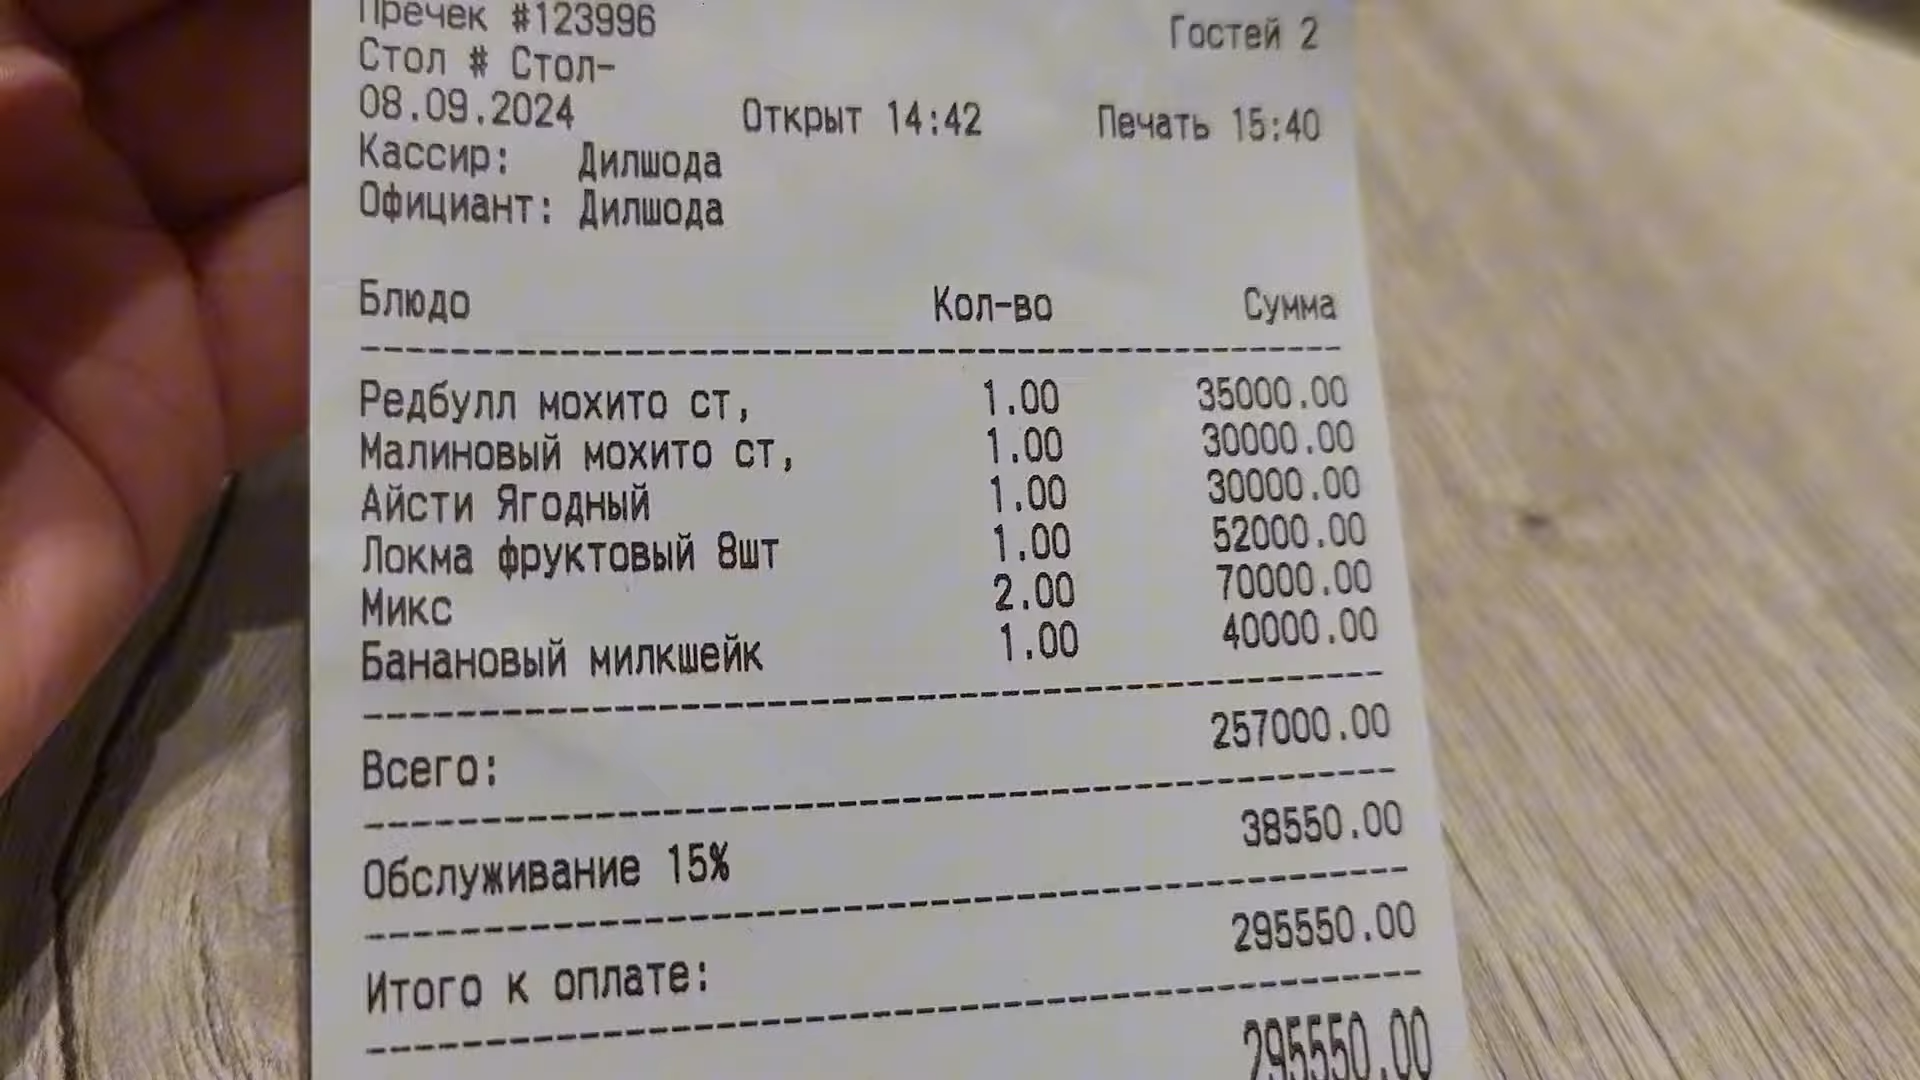 Пречек #123996 Гостей 2
Стол # Стол-
08.09.2024 Открыт 14:42 Печать 15:40
Кассир: Дилшода
Официант: Дилшода
Блюдо Кол-во Сумма
Редбулл мохито ст, 1.00 35000.00
Малиновый мохито ст, 1.00 30000.00
Айсти Ягодный 1.00 30000.00
Локма фруктовый 8шт 1.00 52000.00
Микс 2.00 70000.00
Банановый милкшейк 1.00 40000.00
Всего: 257000.00
Обслуживание 15% 38550.00
Итого к оплате: 295550.00
295550.00